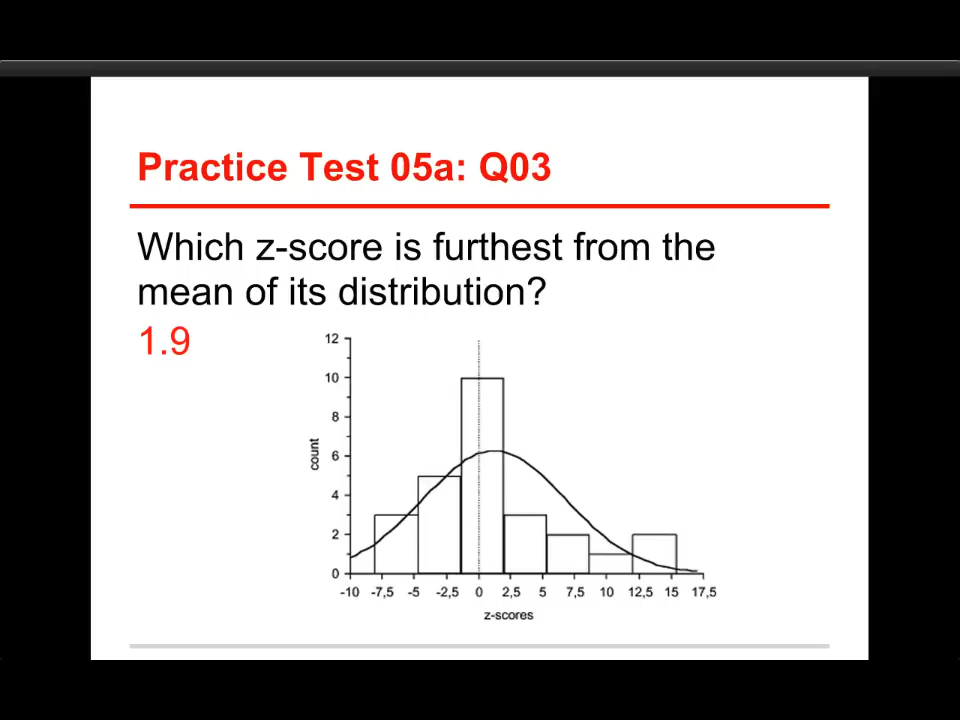 Practice Test 05a: Q03
Which z-score is furthest from the
mean of its distribution?
1.9
12
10
8
6
4
2
0
count
-10 -7,5 -5 -2,5 0 2,5 5 7,5 10 12,5 15 17,5
z-scores